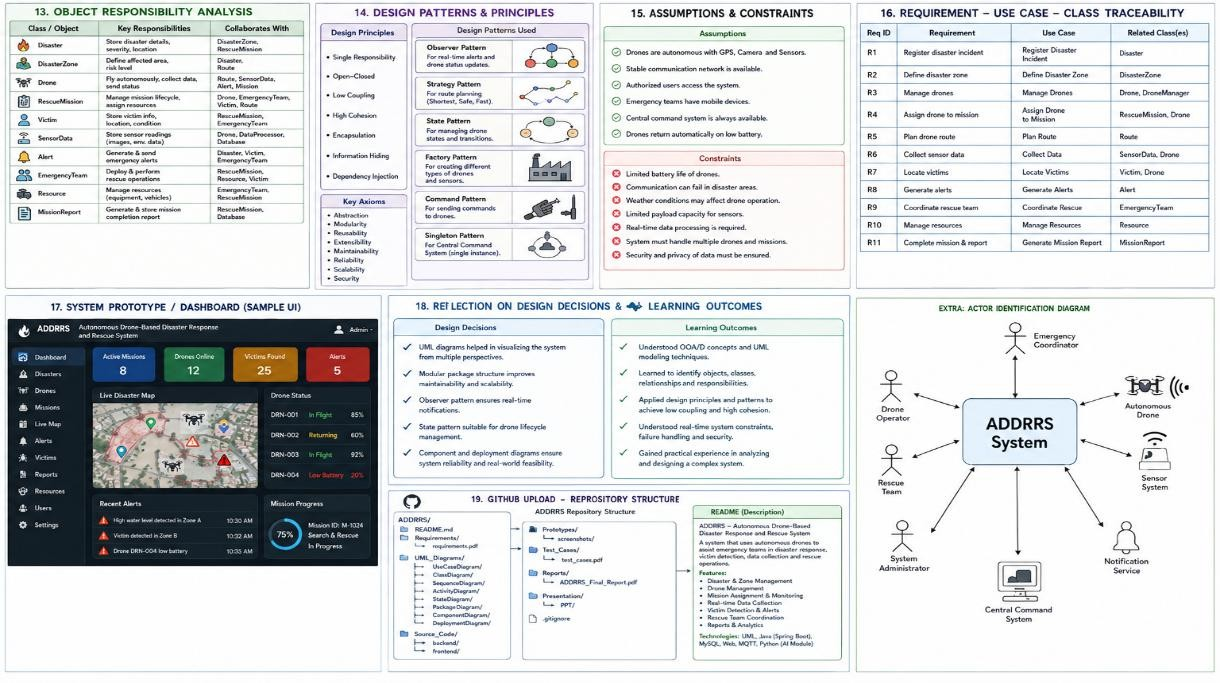 13. OBJECT RESPONSIBILITY ANALYSIS
Class / Object Key Responsibilities Collaborates With
Disaster Store disaster details, severity, location DisasterZone, RescueMission
DisasterZone Define affected area, risk level Disaster, Route
Drone Fly autonomously, collect data, send status Route, SensorData, Alert, Mission
RescueMission Manage mission lifecycle, assign resources Drone, EmergencyTeam, Victim, Route
Victim Store victim info, location, condition RescueMission, EmergencyTeam
SensorData Store sensor readings (images, env. data) Drone, DataProcessor, Database
Alert Generate & send emergency alerts Disaster, Victim, EmergencyTeam
EmergencyTeam Deploy & perform rescue operations RescueMission, Resource, Victim
Resource Manage resources (equipment, vehicles) EmergencyTeam, RescueMission
MissionReport Generate & store mission completion report RescueMission, Database
14. DESIGN PATTERNS & PRINCIPLES
Design Principles
• Single Responsibility
• Open–Closed
• Low Coupling
• High Cohesion
• Encapsulation
• Information Hiding
• Dependency Injection
Key Axioms
• Abstraction
• Modularity
• Reusability
• Extensibility
• Maintainability
• Reliability
• Scalability
• Security
Design Patterns Used
Observer Pattern
For real-time alerts and
drone status updates.
Strategy Pattern
For route planning
(Shortest, Safe, Fast).
State Pattern
For managing drone
states and transitions.
Factory Pattern
For creating different
types of drones
and sensors.
Command Pattern
For sending commands
to drones.
Singleton Pattern
For Central Command
System (single instance).
15. ASSUMPTIONS & CONSTRAINTS
Assumptions
Drones are autonomous with GPS, Camera and Sensors.
Stable communication network is available.
Authorized users access the system.
Emergency teams have mobile devices.
Central command system is always available.
Drones return automatically on low battery.
Constraints
Limited battery life of drones.
Communication can fail in disaster areas.
Weather conditions may affect drone operation.
Limited payload capacity for sensors.
Real-time data processing is required.
System must handle multiple drones and missions.
Security and privacy of data must be ensured.
16. REQUIREMENT – USE CASE – CLASS TRACEABILITY
Req ID Requirement Use Case Related Class(es)
R1 Register disaster incident Register Disaster Incident Disaster
R2 Define disaster zone Define Disaster Zone DisasterZone
R3 Manage drones Manage Drones Drone, DroneManager
R4 Assign drone to mission Assign Drone to Mission RescueMission, Drone
R5 Plan drone route Plan Route Route
R6 Collect sensor data Collect Data SensorData, Drone
R7 Locate victims Locate Victims Victim, Drone
R8 Generate alerts Generate Alerts Alert
R9 Coordinate rescue team Coordinate Rescue EmergencyTeam
R10 Manage resources Manage Resources Resource
R11 Complete mission & report Generate Mission Report MissionReport
17. SYSTEM PROTOTYPE / DASHBOARD (SAMPLE UI)
ADDRRS Autonomous Drone-Based Disaster Response
and Rescue System
Admin
Dashboard
Disasters
Drones
Missions
Live Map
Alerts
Victims
Reports
Resources
Users
Settings
Active Missions
8
Drones Online
12
Victims Found
25
Alerts
5
Live Disaster Map
Drone Status
DRN-001 In Flight 85%
DRN-002 Returning 60%
DRN-003 In Flight 92%
DRN-004 Low Battery 20%
Recent Alerts
High water level detected in Zone A 10:30 AM
Victim detected in Zone B 10:32 AM
Drone DRN-004 low battery 10:35 AM
Mission Progress
75%
Mission ID: M-1024
Search & Rescue
In Progress
18. REFLECTION ON DESIGN DECISIONS & LEARNING OUTCOMES
Design Decisions
UML diagrams helped in visualizing the system
from multiple perspectives.
Modular package structure improves
maintainability and scalability.
Observer pattern ensures real-time
notifications.
State pattern suitable for drone lifecycle
management.
Component and deployment diagrams ensure
system reliability and real-world feasibility.
Learning Outcomes
Understood OOA/D concepts and UML
modeling techniques.
Learned to identify objects, classes,
relationships and responsibilities.
Applied design principles and patterns to
achieve low coupling and high cohesion.
Understood real-time system constraints,
failure handling and security.
Gained practical experience in analyzing
and designing a complex system.
19. GITHUB UPLOAD – REPROSITORY STRUCTURE
ADDRRS Repository Structure
ADDRRS/
README.md
Requirements/
requirements.pdf
UML_Diagrams/
UseCaseDiagram/
ClassDiagram/
SequenceDiagram/
ActivityDiagram/
StateDiagram/
PackageDiagram/
ComponentDiagram/
DeploymentDiagram/
Source_Code/
backend/
frontend/
Prototypes/
screenshots/
Test_Cases/
test_cases.pdf
Reports/
ADDRRS_Final_Report.pdf
Presentation/
PPT/
.gitignore
README (Description)
ADDRRS – Autonomous Drone-Based
Disaster Response and Rescue System
A system that uses autonomous drones to
assist emergency teams in disaster response,
victim detection, data collection and rescue
operations.
Features:
• Disaster & Zone Management
• Drone Management
• Mission Assignment & Monitoring
• Real-time Data Collection
• Victim Detection & Alerts
• Rescue Team Coordination
• Reports & Analytics
Technologies: UML, Java (Spring Boot),
MySQL, Web, MQTT, Python (AI Module)
EXTRA: ACTOR IDENTIFICATION DIAGRAM
Emergency
Coordinator
Drone
Operator
Autonomous
Drone
ADDRRS
System
Rescue
Team
Sensor
System
System
Administrator
Notification
Service
Central Command
System